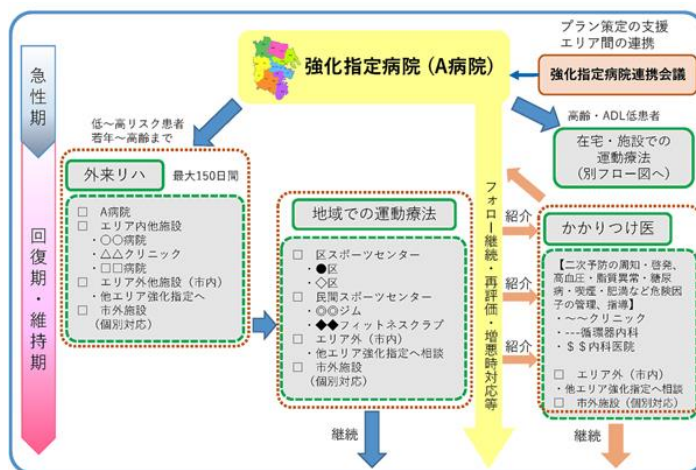 プラン策定の支援
エリア間の連携
強化指定病院 (A病院)
強化指定病院連携会議
急性期
回復期・維持期
低～高リスク患者
若年～高齢まで
高齢・ADL低患者
在宅・施設での
運動療法
(別フロー図へ)
外来リハ
最大150日間
□ A病院
□ エリア内他施設
・○○病院
・△△クリニック
・□□病院
□ エリア外他施設(市内)
・他エリア強化指定へ
□ 市外施設
(個別対応)
地域での運動療法
□ 区スポーツセンター
・●区
・◇区
□ 民間スポーツセンター
・◎◎ジム
・◆◆フィットネスクラブ
□ エリア外(市内)
・他エリア強化指定へ相談
□ 市外施設
(個別対応)
継続
フォロー継続・再評価・増悪時対応等
紹介
紹介
紹介
かかりつけ医
【二次予防の周知・啓発、
高血圧・脂質異常・糖尿
病・喫煙・肥満など危険因
子の管理、指導】
・～～クリニック
・---循環器内科
・＄＄内科医院
□ エリア外(市内)
・他エリア強化指定へ相談
□ 市外施設(個別対応)
継続